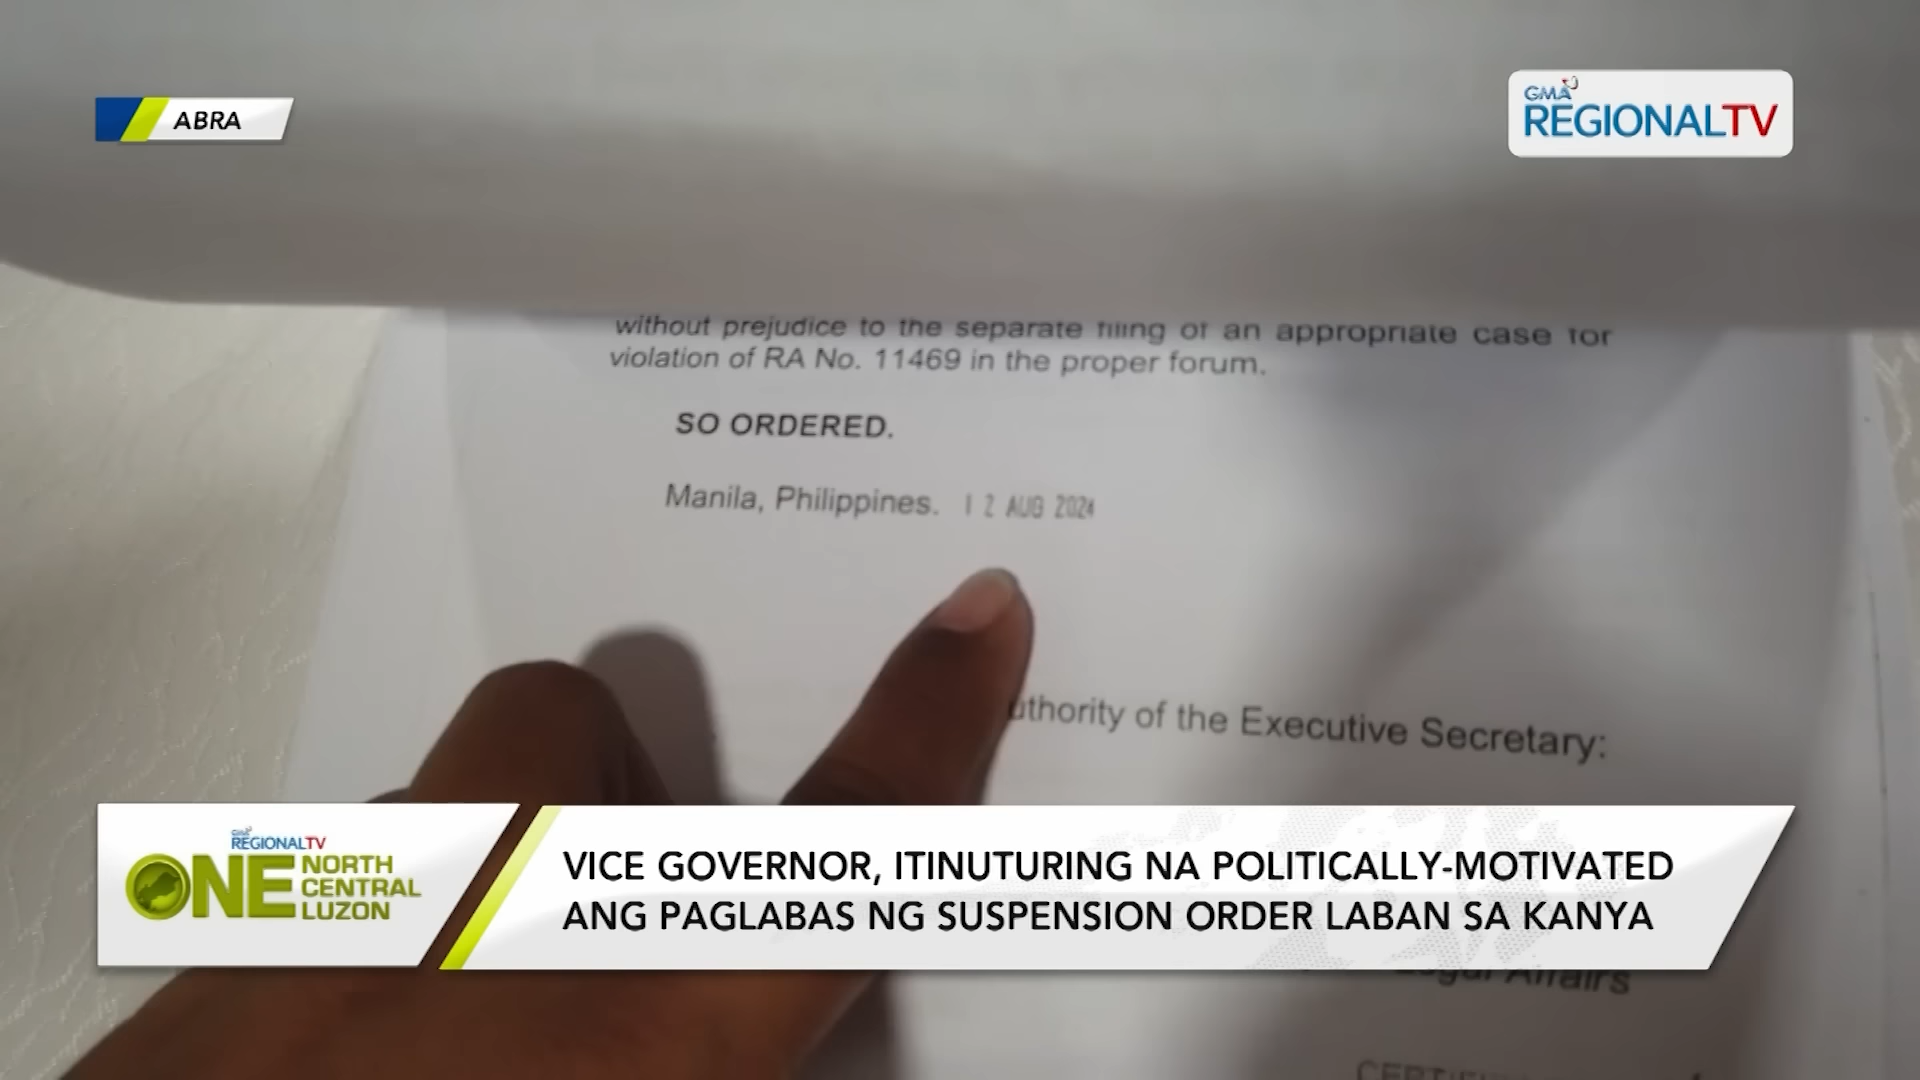 ABRA
GMA
REGIONALTV
without prejudice to the separate filing of an appropriate case for
violation of RA No. 11469 in the proper forum.
SO ORDERED.
Manila, Philippines. 12 AUG 2024
uthority of the Executive Secretary:
GMA
REGIONALTV
ONE NORTH CENTRAL LUZON
VICE GOVERNOR, ITINUTURING NA POLITICALLY-MOTIVATED
ANG PAGLABAS NG SUSPENSION ORDER LABAN SA KANYA
Legal Affairs